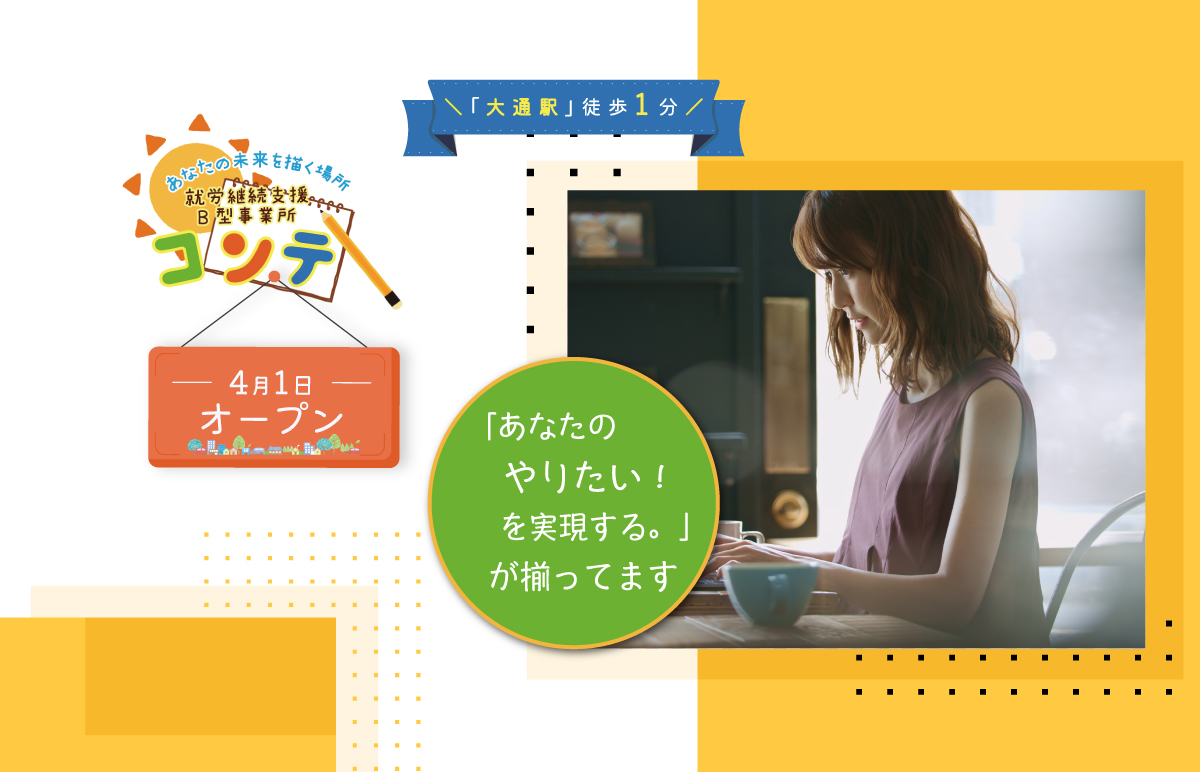 ＼「大通駅」徒歩1分／
あなたの未来を描く場所
就労継続支援
B型事業所
コンテ
4月1日
オープン
「あなたの
やりたい！
を実現する。」
が揃ってます